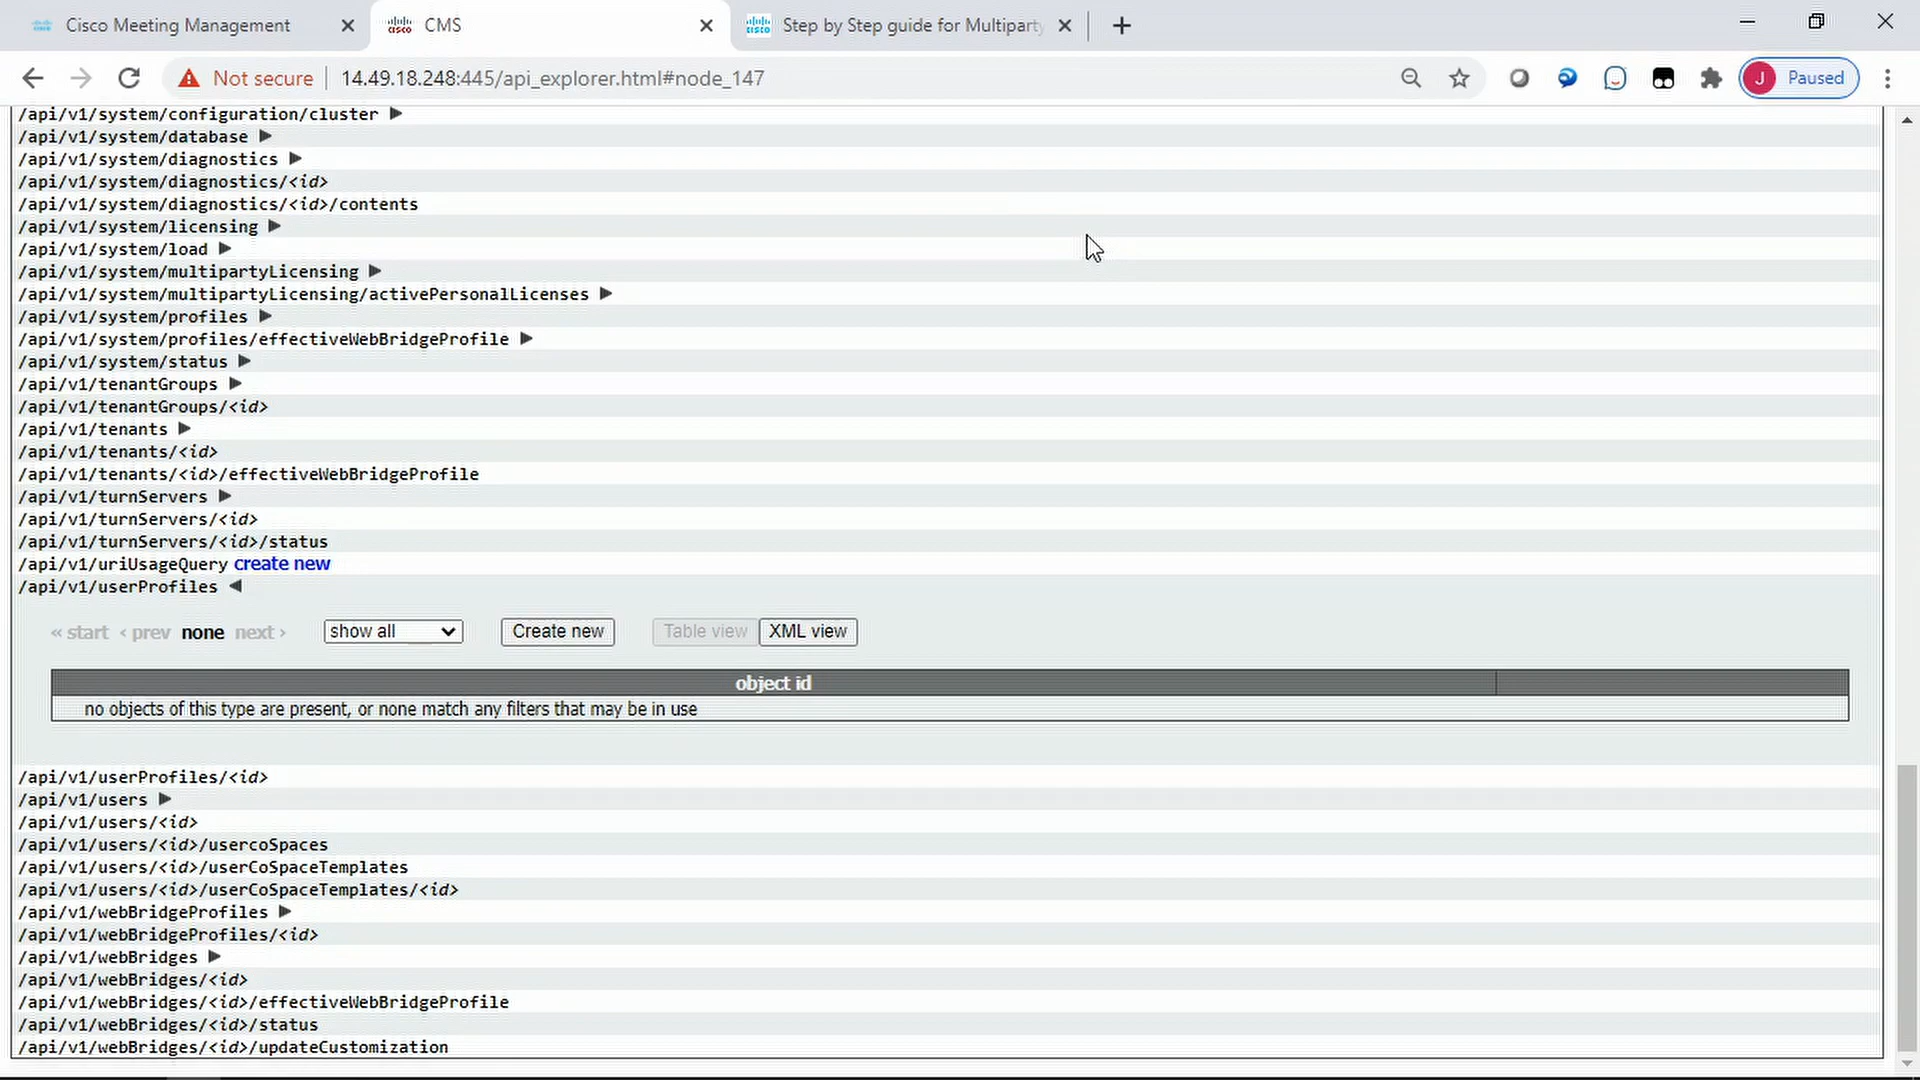 Cisco Meeting Management
CMS
Step by Step guide for Multiparty
Not secure
14.49.18.248:445/api_explorer.html#node_147
J
Paused
/api/v1/system/configuration/cluster ►
/api/v1/system/database ►
/api/v1/system/diagnostics ►
/api/v1/system/diagnostics/<id>
/api/v1/system/diagnostics/<id>/contents
/api/v1/system/licensing ►
/api/v1/system/load ►
/api/v1/system/multipartyLicensing ►
/api/v1/system/multipartyLicensing/activePersonalLicenses ►
/api/v1/system/profiles ►
/api/v1/system/profiles/effectiveWebBridgeProfile ►
/api/v1/system/status ►
/api/v1/tenantGroups ►
/api/v1/tenantGroups/<id>
/api/v1/tenants ►
/api/v1/tenants/<id>
/api/v1/tenants/<id>/effectiveWebBridgeProfile
/api/v1/turnServers ►
/api/v1/turnServers/<id>
/api/v1/turnServers/<id>/status
/api/v1/uriUsageQuery create new
/api/v1/userProfiles ◄
« start ‹ prev none next › show all Create new Table view XML view
object id
no objects of this type are present, or none match any filters that may be in use
/api/v1/userProfiles/<id>
/api/v1/users ►
/api/v1/users/<id>
/api/v1/users/<id>/usercoSpaces
/api/v1/users/<id>/userCoSpaceTemplates
/api/v1/users/<id>/userCoSpaceTemplates/<id>
/api/v1/webBridgeProfiles ►
/api/v1/webBridgeProfiles/<id>
/api/v1/webBridges ►
/api/v1/webBridges/<id>
/api/v1/webBridges/<id>/effectiveWebBridgeProfile
/api/v1/webBridges/<id>/status
/api/v1/webBridges/<id>/updateCustomization